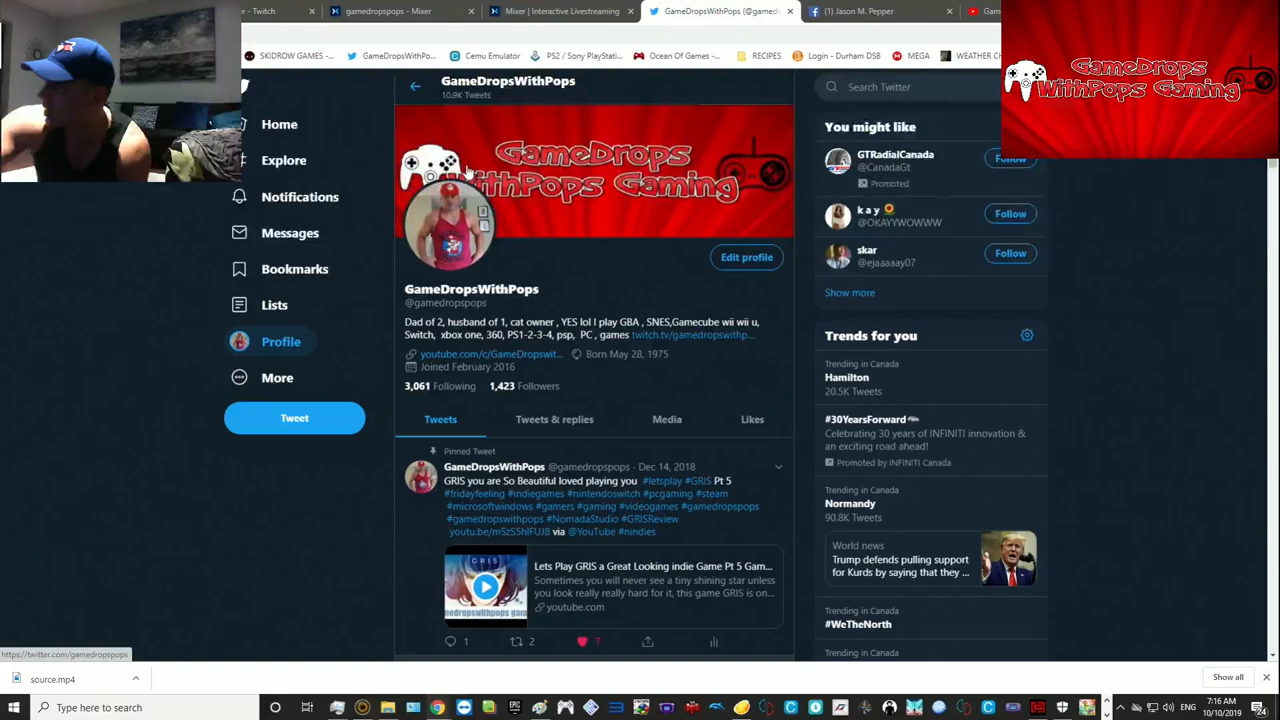 - Twitch
gamedropspops - Mixer
Mixer | Interactive Livestreaming
GameDropsWithPops (@gamed
(1) Jason M. Pepper
Gam
SKIDROW GAMES -...
GameDropsWithPo...
Cemu Emulator
PS2 / Sony PlayStati...
Ocean Of Games -...
RECIPES
Login - Durham DSB
MEGA
WEATHER CH
GameDrops
WithPops Gaming
GameDropsWithPops
10.9K Tweets
Search Twitter
Home
Explore
Notifications
Messages
Bookmarks
Lists
Profile
More
Tweet
GameDrops
WithPops Gaming
Edit profile
GameDropsWithPops
@gamedropspops
Dad of 2, husband of 1, cat owner , YES lol I play GBA , SNES,Gamecube wii wii u,
Switch, xbox one, 360, PS1-2-3-4, psp, PC , games twitch.tv/gamedropswithp...
youtube.com/c/GameDropswit... Born May 28, 1975
Joined February 2016
3,061 Following 1,423 Followers
Tweets
Tweets & replies
Media
Likes
Pinned Tweet
GameDropsWithPops @gamedropspops · Dec 14, 2018
GRIS you are So Beautiful loved playing you #letsplay #GRIS Pt 5
#fridayfeeling #indiegames #nintendoswitch #pcgaming #steam
#microsoftwindows #gamers #gaming #videogames #gamedropspops
#gamedropswithpops #NomadaStudio #GRISReview
youtu.be/mSzS5hIFUJ8 via @YouTube #nindies
GRIS
medropswithpops gami
Lets Play GRIS a Great Looking indie Game Pt 5 Gam...
Sometimes you will never see a tiny shining star unless
you look really really hard for it, this game GRIS is on...
youtube.com
1
2
7
You might like
GTRadialCanada
@CanadaGt
Promoted
Follow
k a y
@OKAYYWOWWW
Follow
skar
@ejaaaaay07
Follow
Show more
Trends for you
Trending in Canada
Hamilton
20.5K Tweets
#30YearsForward
Celebrating 30 years of INFINITI innovation &
an exciting road ahead!
Promoted by INFINITI Canada
Trending in Canada
Normandy
90.8K Tweets
World news
Trump defends pulling support
for Kurds by saying that they ...
Trending in Canada
#WeTheNorth
Trending in Canada
https://twitter.com/gamedropspops
source.mp4
Show all
Type here to search
ENG
7:16 AM
10/10/2019